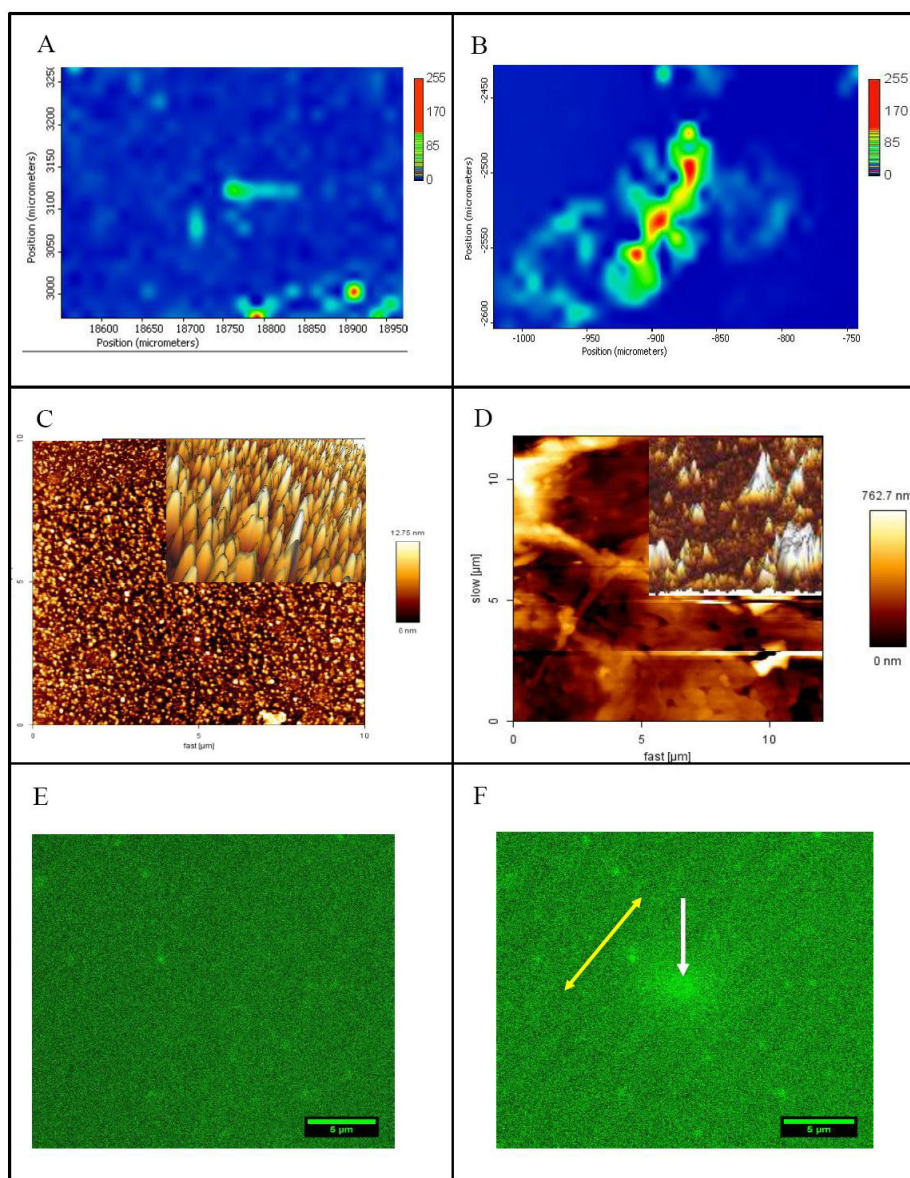 A
3250
3200
3150
3100
3050
3000
Position (micrometers)
18600 18650 18700 18750 18800 18850 18900 18950
Position (micrometers)
255
170
85
0
B
-2450
-2500
-2550
-2600
Position (micrometers)
-1000 -950 -900 -850 -800 -750
Position (micrometers)
255
170
85
0
C
10
5
0
0 5 10
fast [µm]
12.75 nm
0 nm
D
10
5
0
slow [µm]
0 5 10
fast [µm]
762.7 nm
0 nm
E
5 µm
F
5 µm